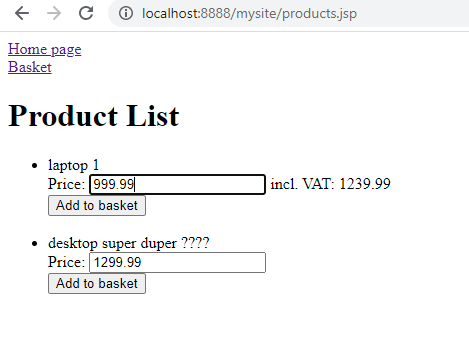 localhost:8888/mysite/products.jsp
Home page
Basket
Product List
laptop 1
Price: 999.99 incl. VAT: 1239.99
Add to basket
desktop super duper ????
Price: 1299.99
Add to basket